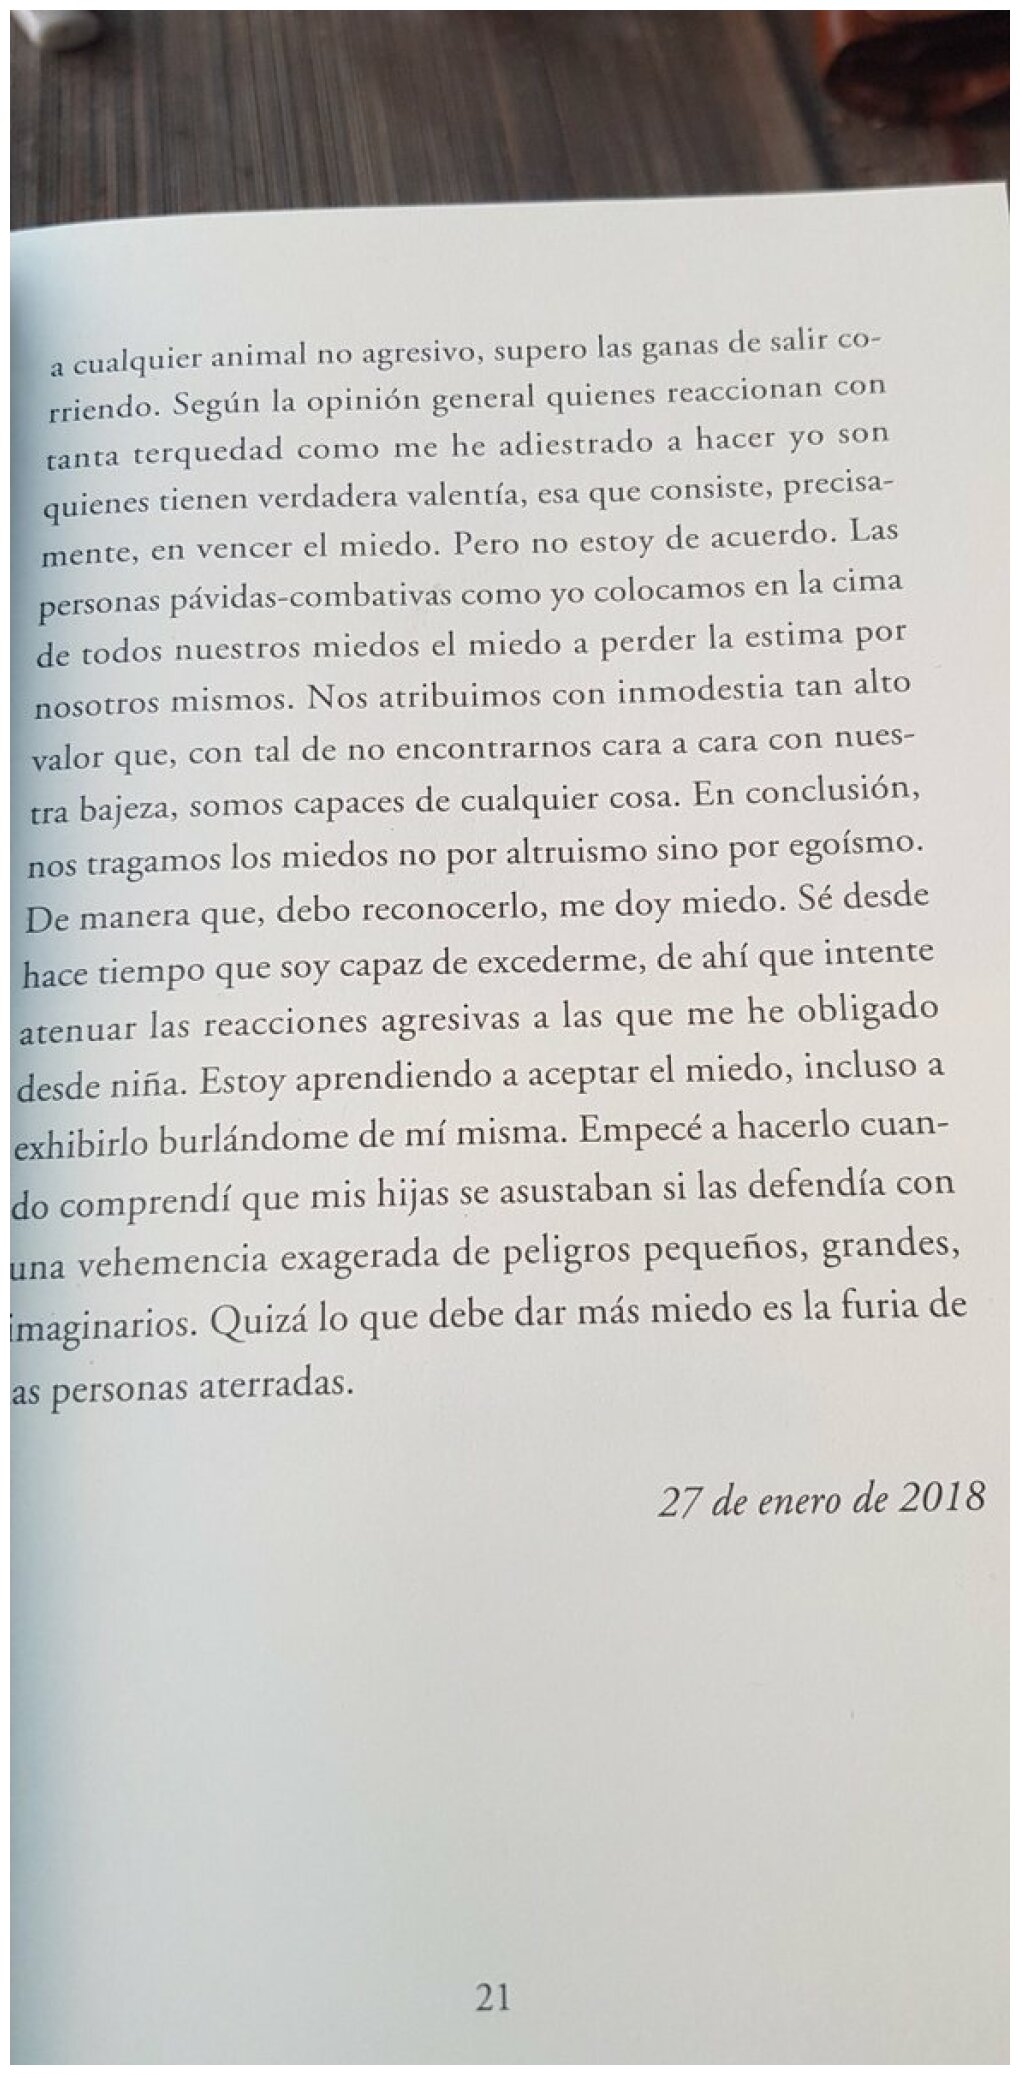 a cualquier animal no agresivo, supero las ganas de salir co-
rriendo. Según la opinión general quienes reaccionan con
tanta terquedad como me he adiestrado a hacer yo son
quienes tienen verdadera valentía, esa que consiste, precisa-
mente, en vencer el miedo. Pero no estoy de acuerdo. Las
personas pávidas-combativas como yo colocamos en la cima
de todos nuestros miedos el miedo a perder la estima por
nosotros mismos. Nos atribuimos con inmodestia tan alto
valor que, con tal de no encontrarnos cara a cara con nues-
tra bajeza, somos capaces de cualquier cosa. En conclusión,
nos tragamos los miedos no por altruismo sino por egoísmo.
De manera que, debo reconocerlo, me doy miedo. Sé desde
hace tiempo que soy capaz de excederme, de ahí que intente
atenuar las reacciones agresivas a las que me he obligado
desde niña. Estoy aprendiendo a aceptar el miedo, incluso a
exhibirlo burlándome de mí misma. Empecé a hacerlo cuan-
do comprendí que mis hijas se asustaban si las defendía con
una vehemencia exagerada de peligros pequeños, grandes,
imaginarios. Quizá lo que debe dar más miedo es la furia de
as personas aterradas.
27 de enero de 2018
21